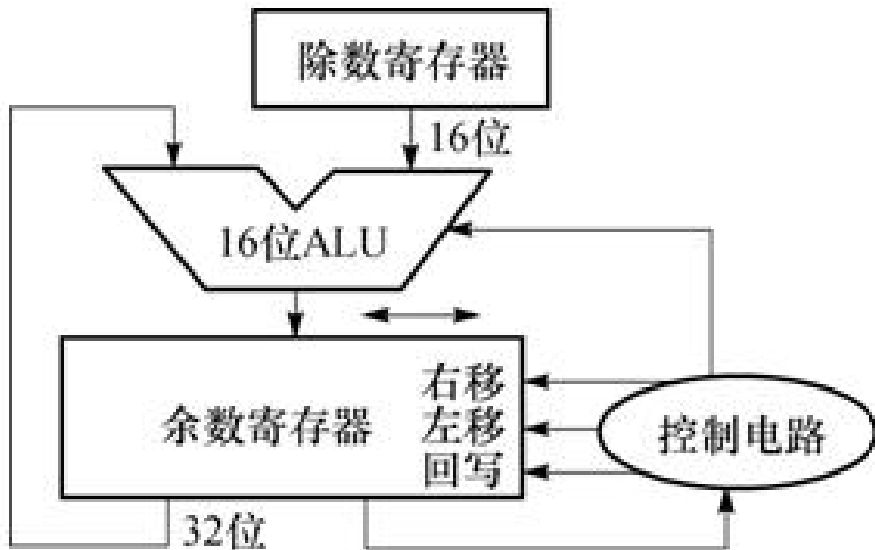 除数寄存器
16位
16位ALU
右移
余数寄存器
左移
控制电路
回写
32位